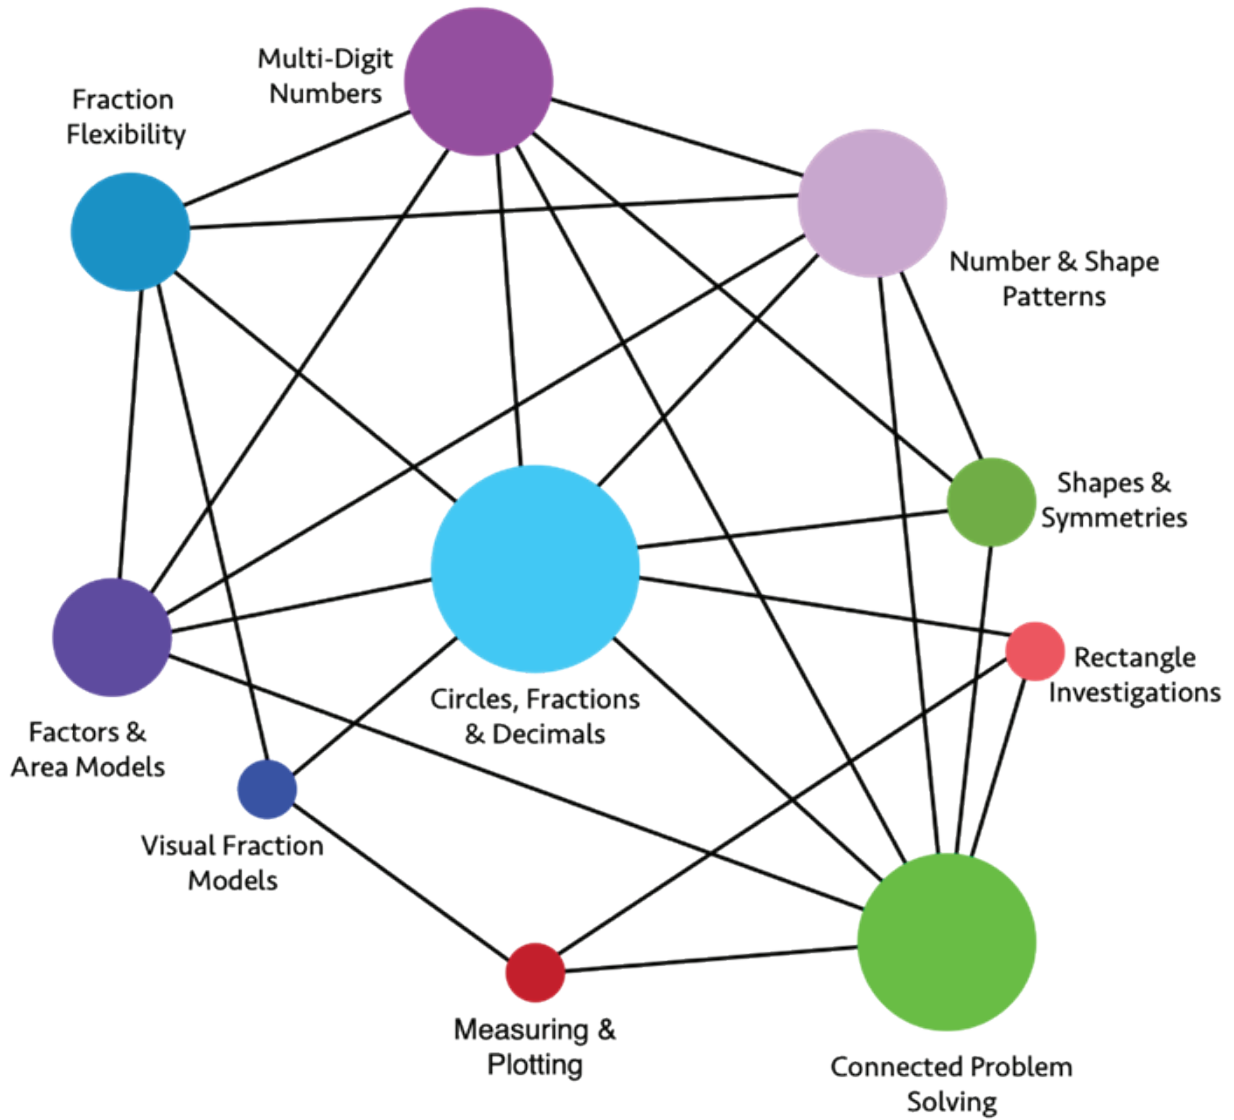 Multi-Digit
Numbers
Fraction
Flexibility
Number & Shape
Patterns
Shapes &
Symmetries
Rectangle
Investigations
Circles, Fractions
& Decimals
Factors &
Area Models
Visual Fraction
Models
Measuring &
Plotting
Connected Problem
Solving